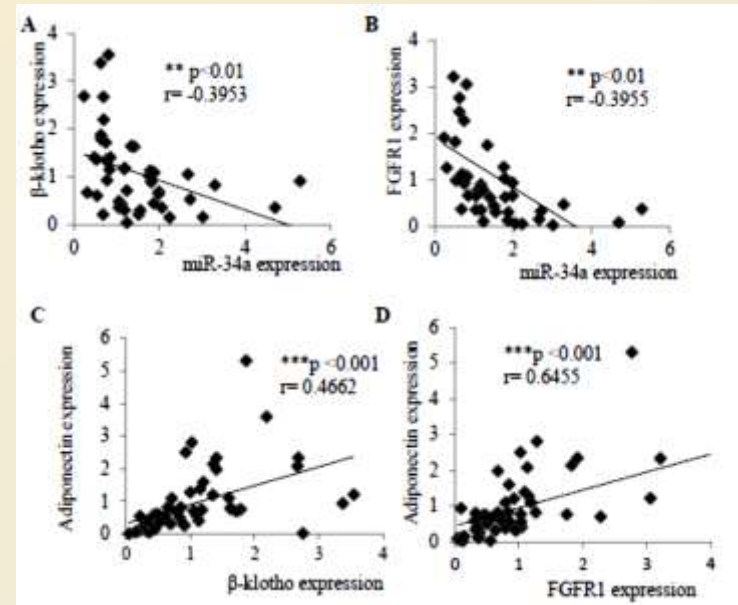 A
β-klotho expression
4
3
2
1
0
** p<0.01
r= -0.3953
0 2 4 6
miR-34a expression
B
FGFR1 expression
4
3
2
1
0
** p<0.01
r= -0.3955
0 2 4 6
miR-34a expression
C
Adiponectin expression
6
5
4
3
2
1
0
***p <0.001
r= 0.4662
0 1 2 3 4
β-klotho expression
D
Adiponectin expression
6
5
4
3
2
1
0
***p <0.001
r= 0.6455
0 1 2 3 4
FGFR1 expression